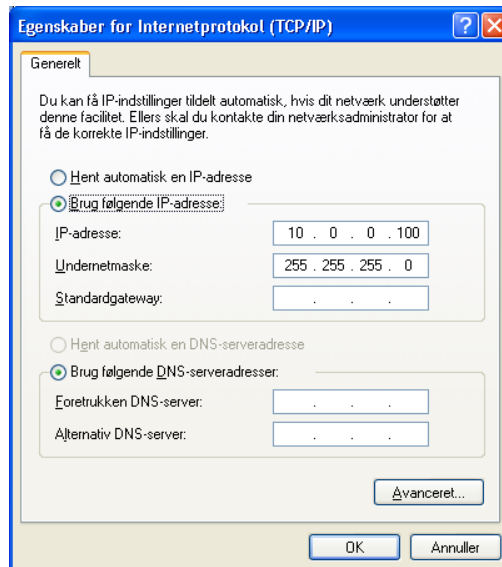 Egenskaber for Internetprotokol (TCP/IP)
Generelt
Du kan få IP-indstillinger tildelt automatisk, hvis dit netværk understøtter
denne facilitet. Ellers skal du kontakte din netværksadministrator for at
få de korrekte IP-indstillinger.
Hent automatisk en IP-adresse
Brug følgende IP-adresse:
IP-adresse: 10 . 0 . 0 . 100
Undernetmaske: 255 . 255 . 255 . 0
Standardgateway: . . .
Hent automatisk en DNS-serveradresse
Brug følgende DNS-serveradresser:
Foretrukken DNS-server: . . .
Alternativ DNS-server: . . .
Avanceret...
OK Annuller